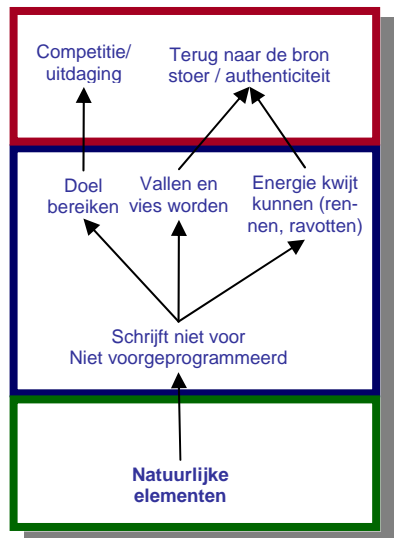 Competitie/
uitdaging
Terug naar de bron
stoer / authenticiteit
Doel
bereiken
Vallen en
vies worden
Energie kwijt
kunnen (ren-
nen, ravotten)
Schrijft niet voor
Niet voorgeprogrammeerd
Natuurlijke
elementen